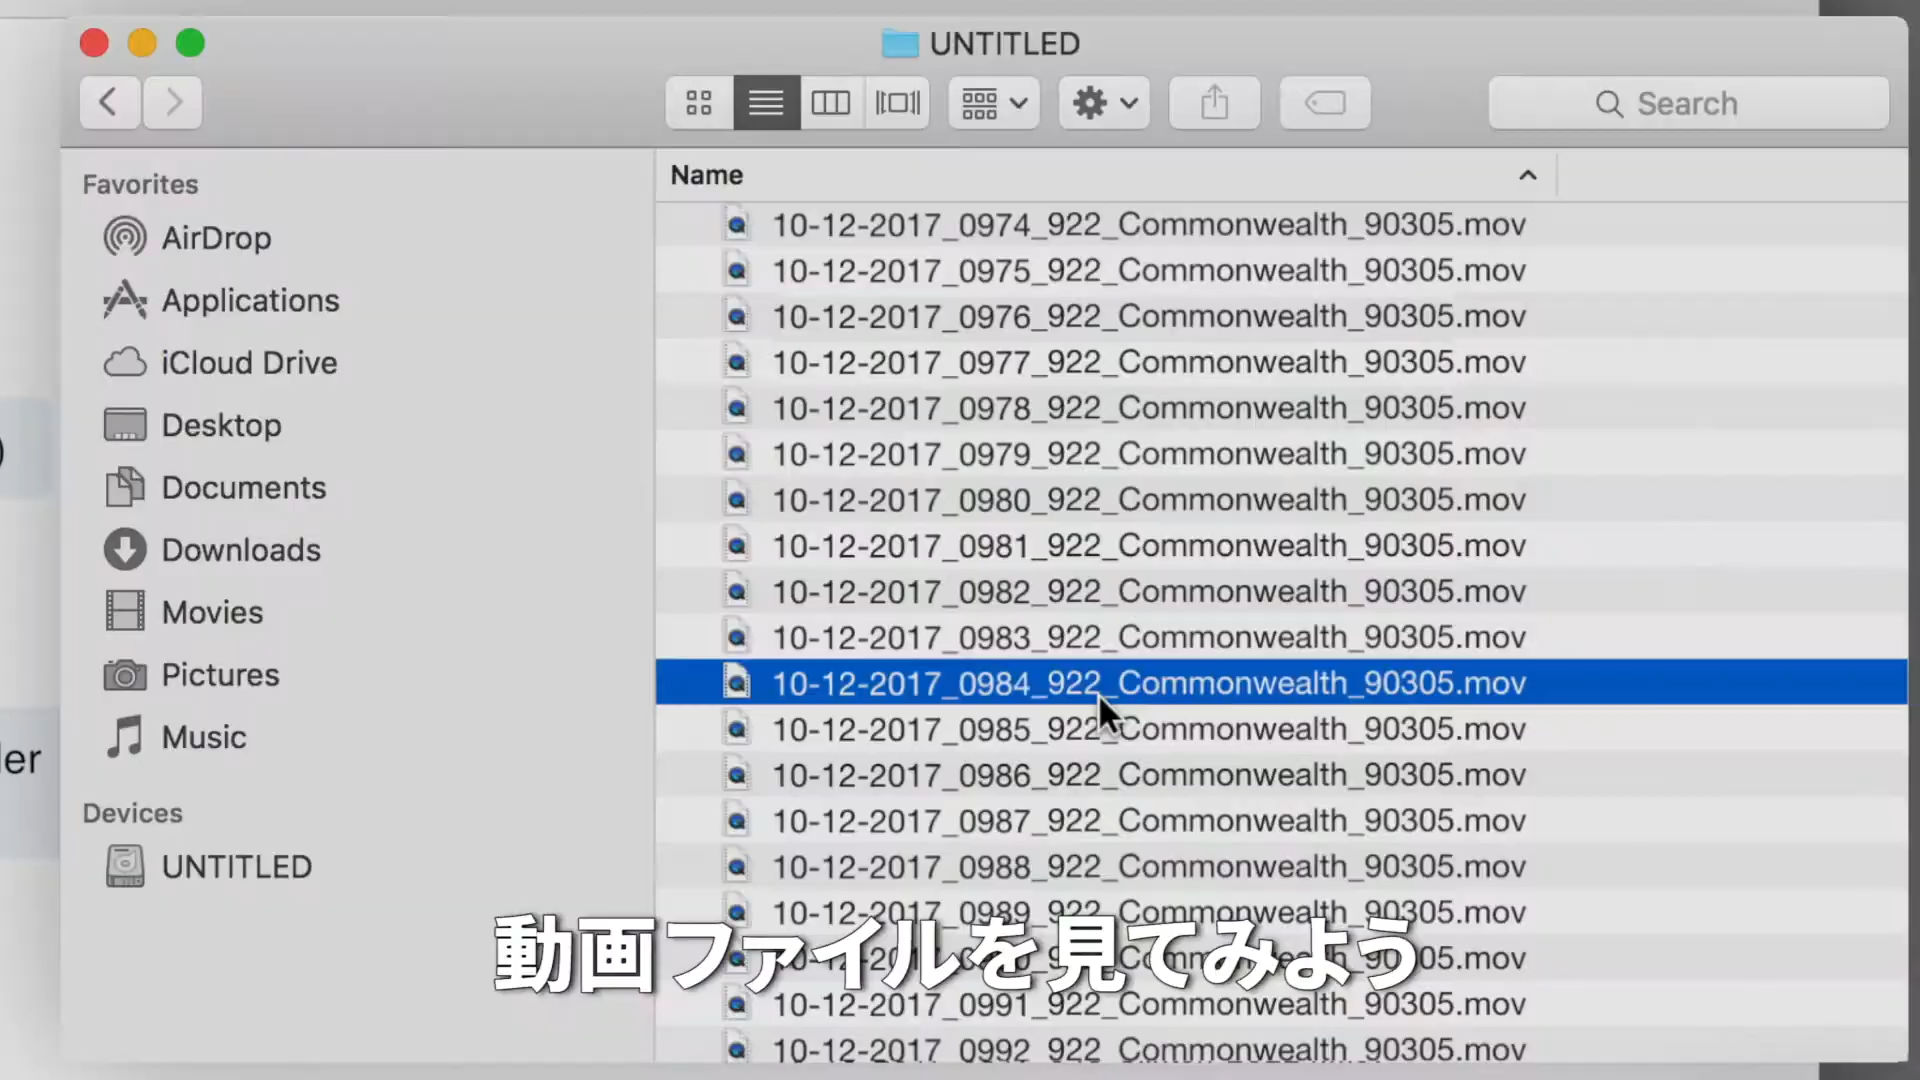 UNTITLED
Search
Favorites
AirDrop
Applications
iCloud Drive
Desktop
Documents
Downloads
Movies
Pictures
Music
Devices
UNTITLED
Name
10-12-2017_0974_922_Commonwealth_90305.mov
10-12-2017_0975_922_Commonwealth_90305.mov
10-12-2017_0976_922_Commonwealth_90305.mov
10-12-2017_0977_922_Commonwealth_90305.mov
10-12-2017_0978_922_Commonwealth_90305.mov
10-12-2017_0979_922_Commonwealth_90305.mov
10-12-2017_0980_922_Commonwealth_90305.mov
10-12-2017_0981_922_Commonwealth_90305.mov
10-12-2017_0982_922_Commonwealth_90305.mov
10-12-2017_0983_922_Commonwealth_90305.mov
10-12-2017_0984_922_Commonwealth_90305.mov
10-12-2017_0985_922_Commonwealth_90305.mov
10-12-2017_0986_922_Commonwealth_90305.mov
10-12-2017_0987_922_Commonwealth_90305.mov
10-12-2017_0988_922_Commonwealth_90305.mov
10-12-2017_0989_922_Commonwealth_90305.mov
10-12-2017_0991_922_Commonwealth_90305.mov
10-12-2017_0992_922_Commonwealth_90305.mov
動画ファイルを見てみよう